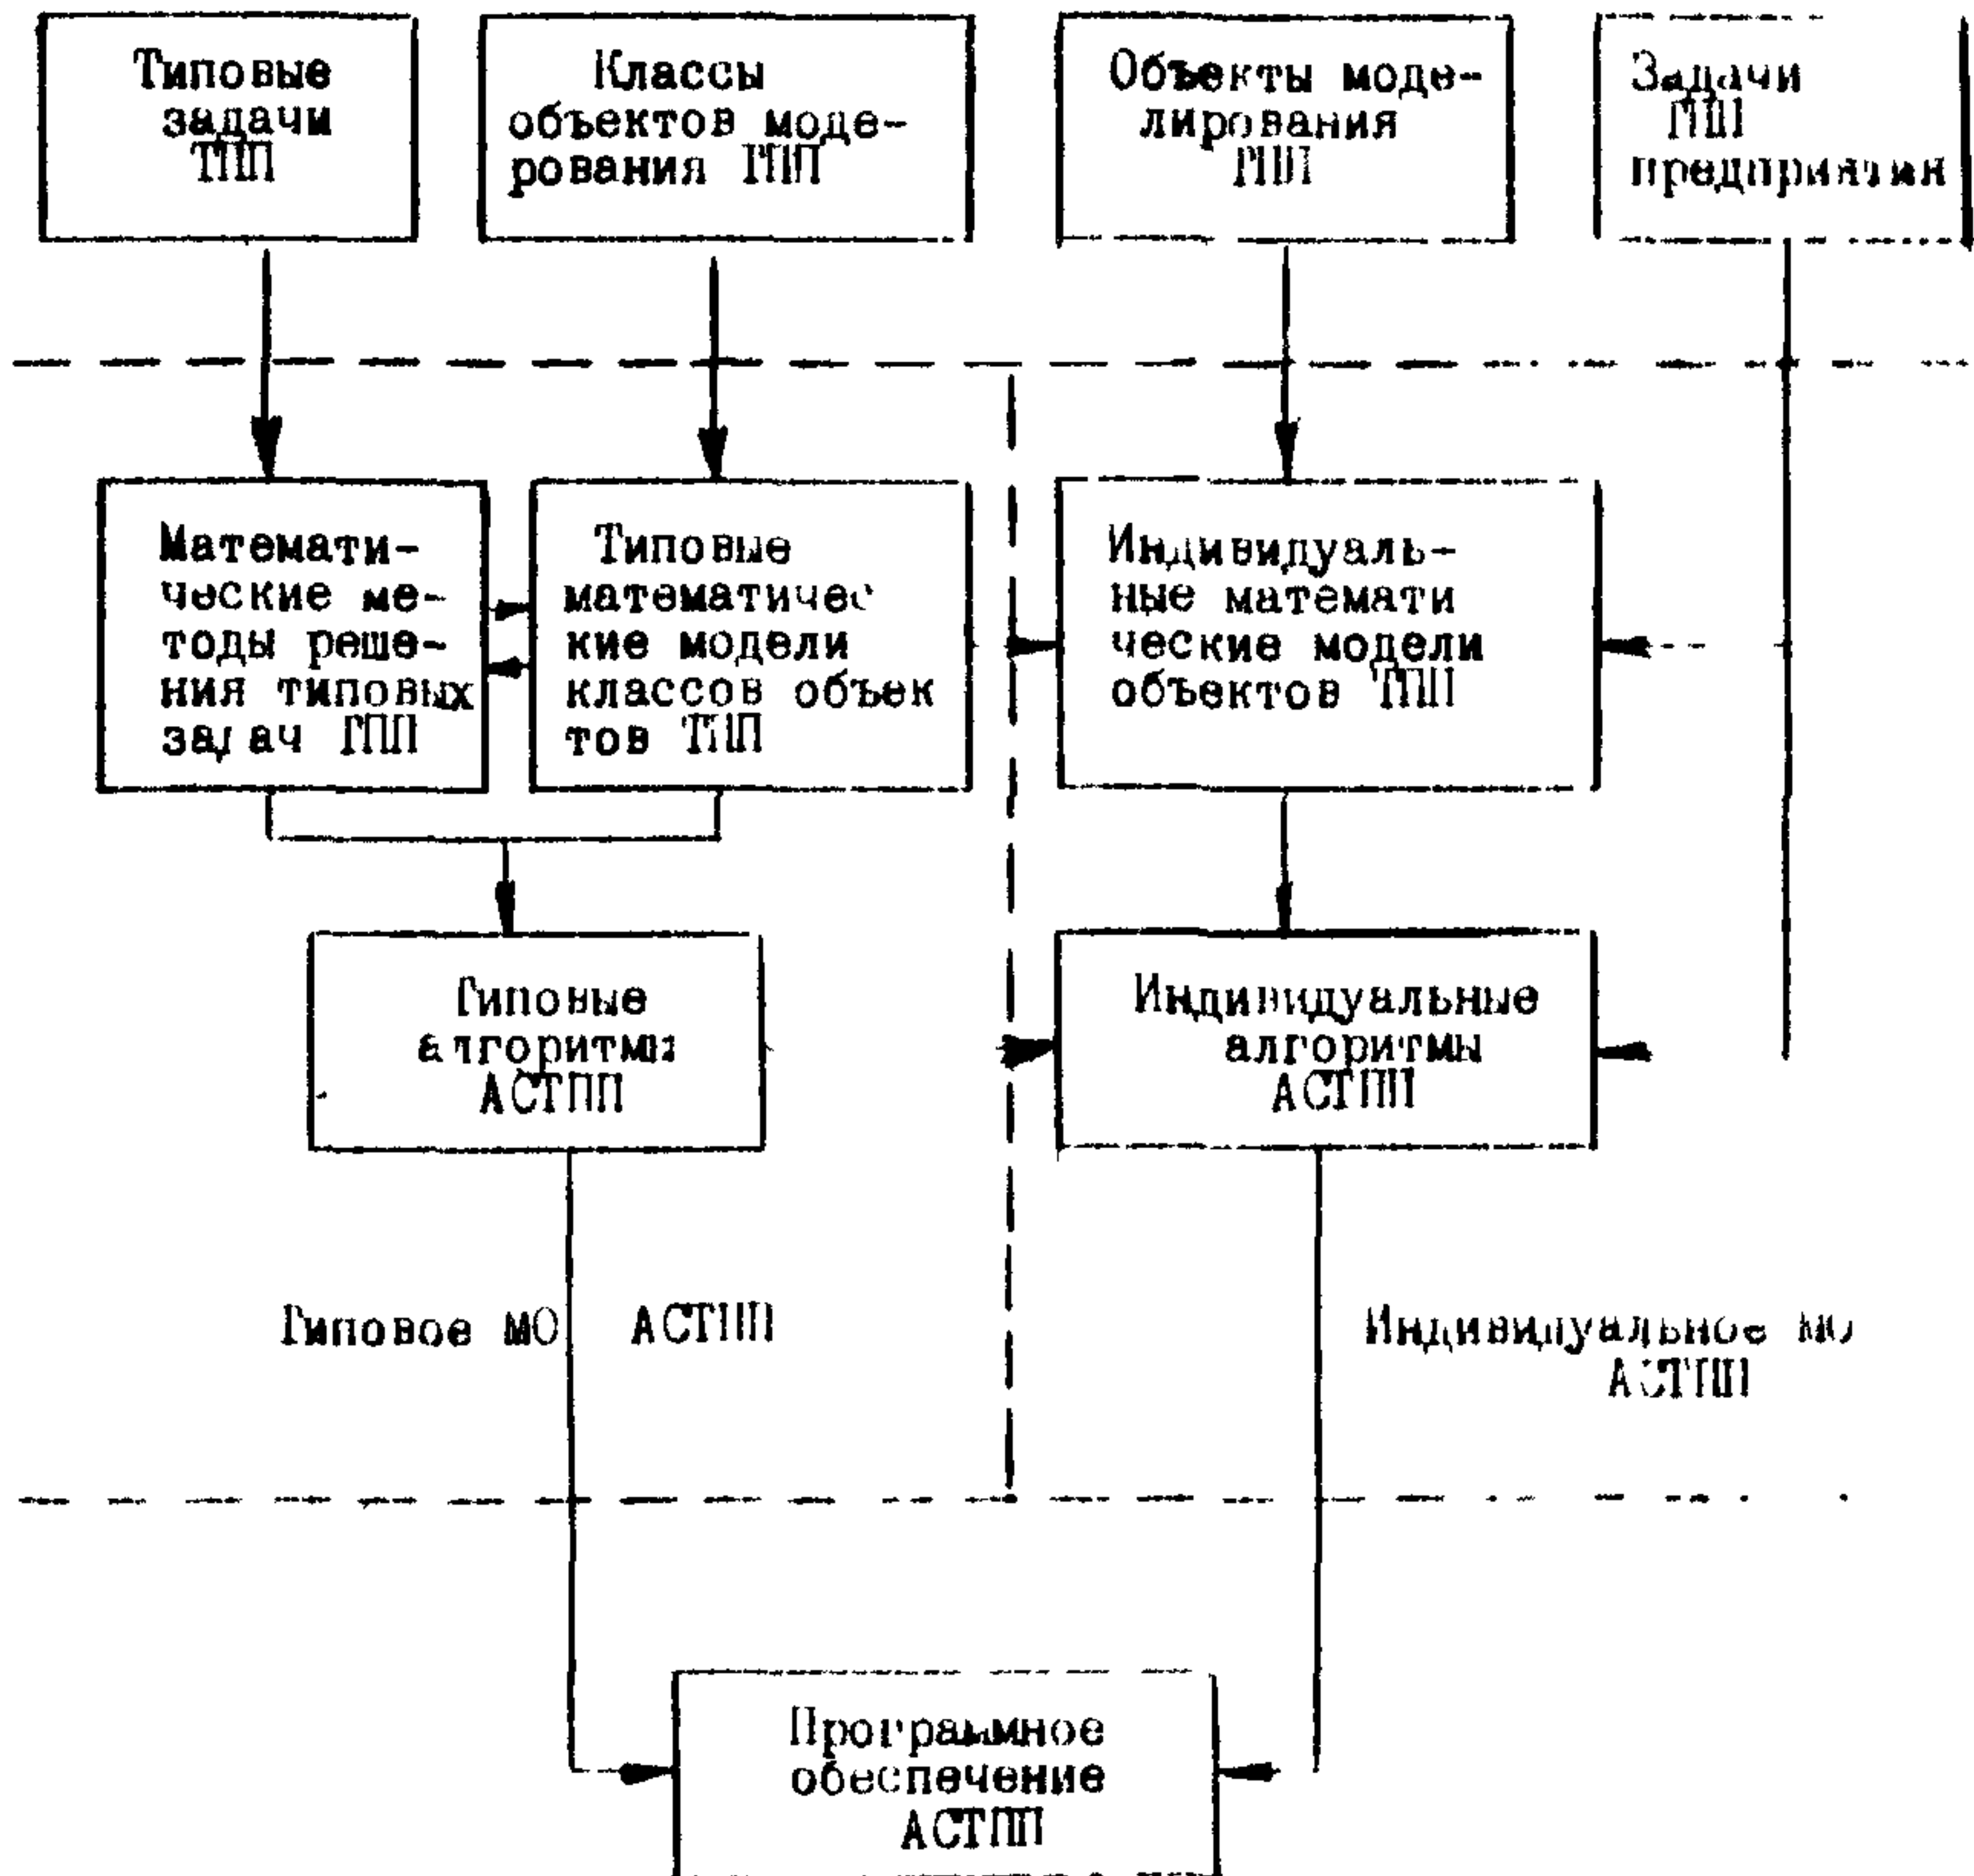 Типовые
задачи
ТПП
Классы
объектов моде-
рования ТПП
Объекты моде-
лирования
ТПП
Задачи
ТПП
предприятия
Математи-
ческие ме-
тоды реше-
ния типовых
задач ТПП
Типовые
математичес
кие модели
классов объек
тов ТПП
Индивидуаль-
ные математи
ческие модели
объектов ТПП
Типовые
алгоритмы
АСТПП
Индивидуальные
алгоритмы
АСТПП
Типовое МО АСТПП
Индивидуальное МО
АСТПП
Программное
обеспечение
АСТПП